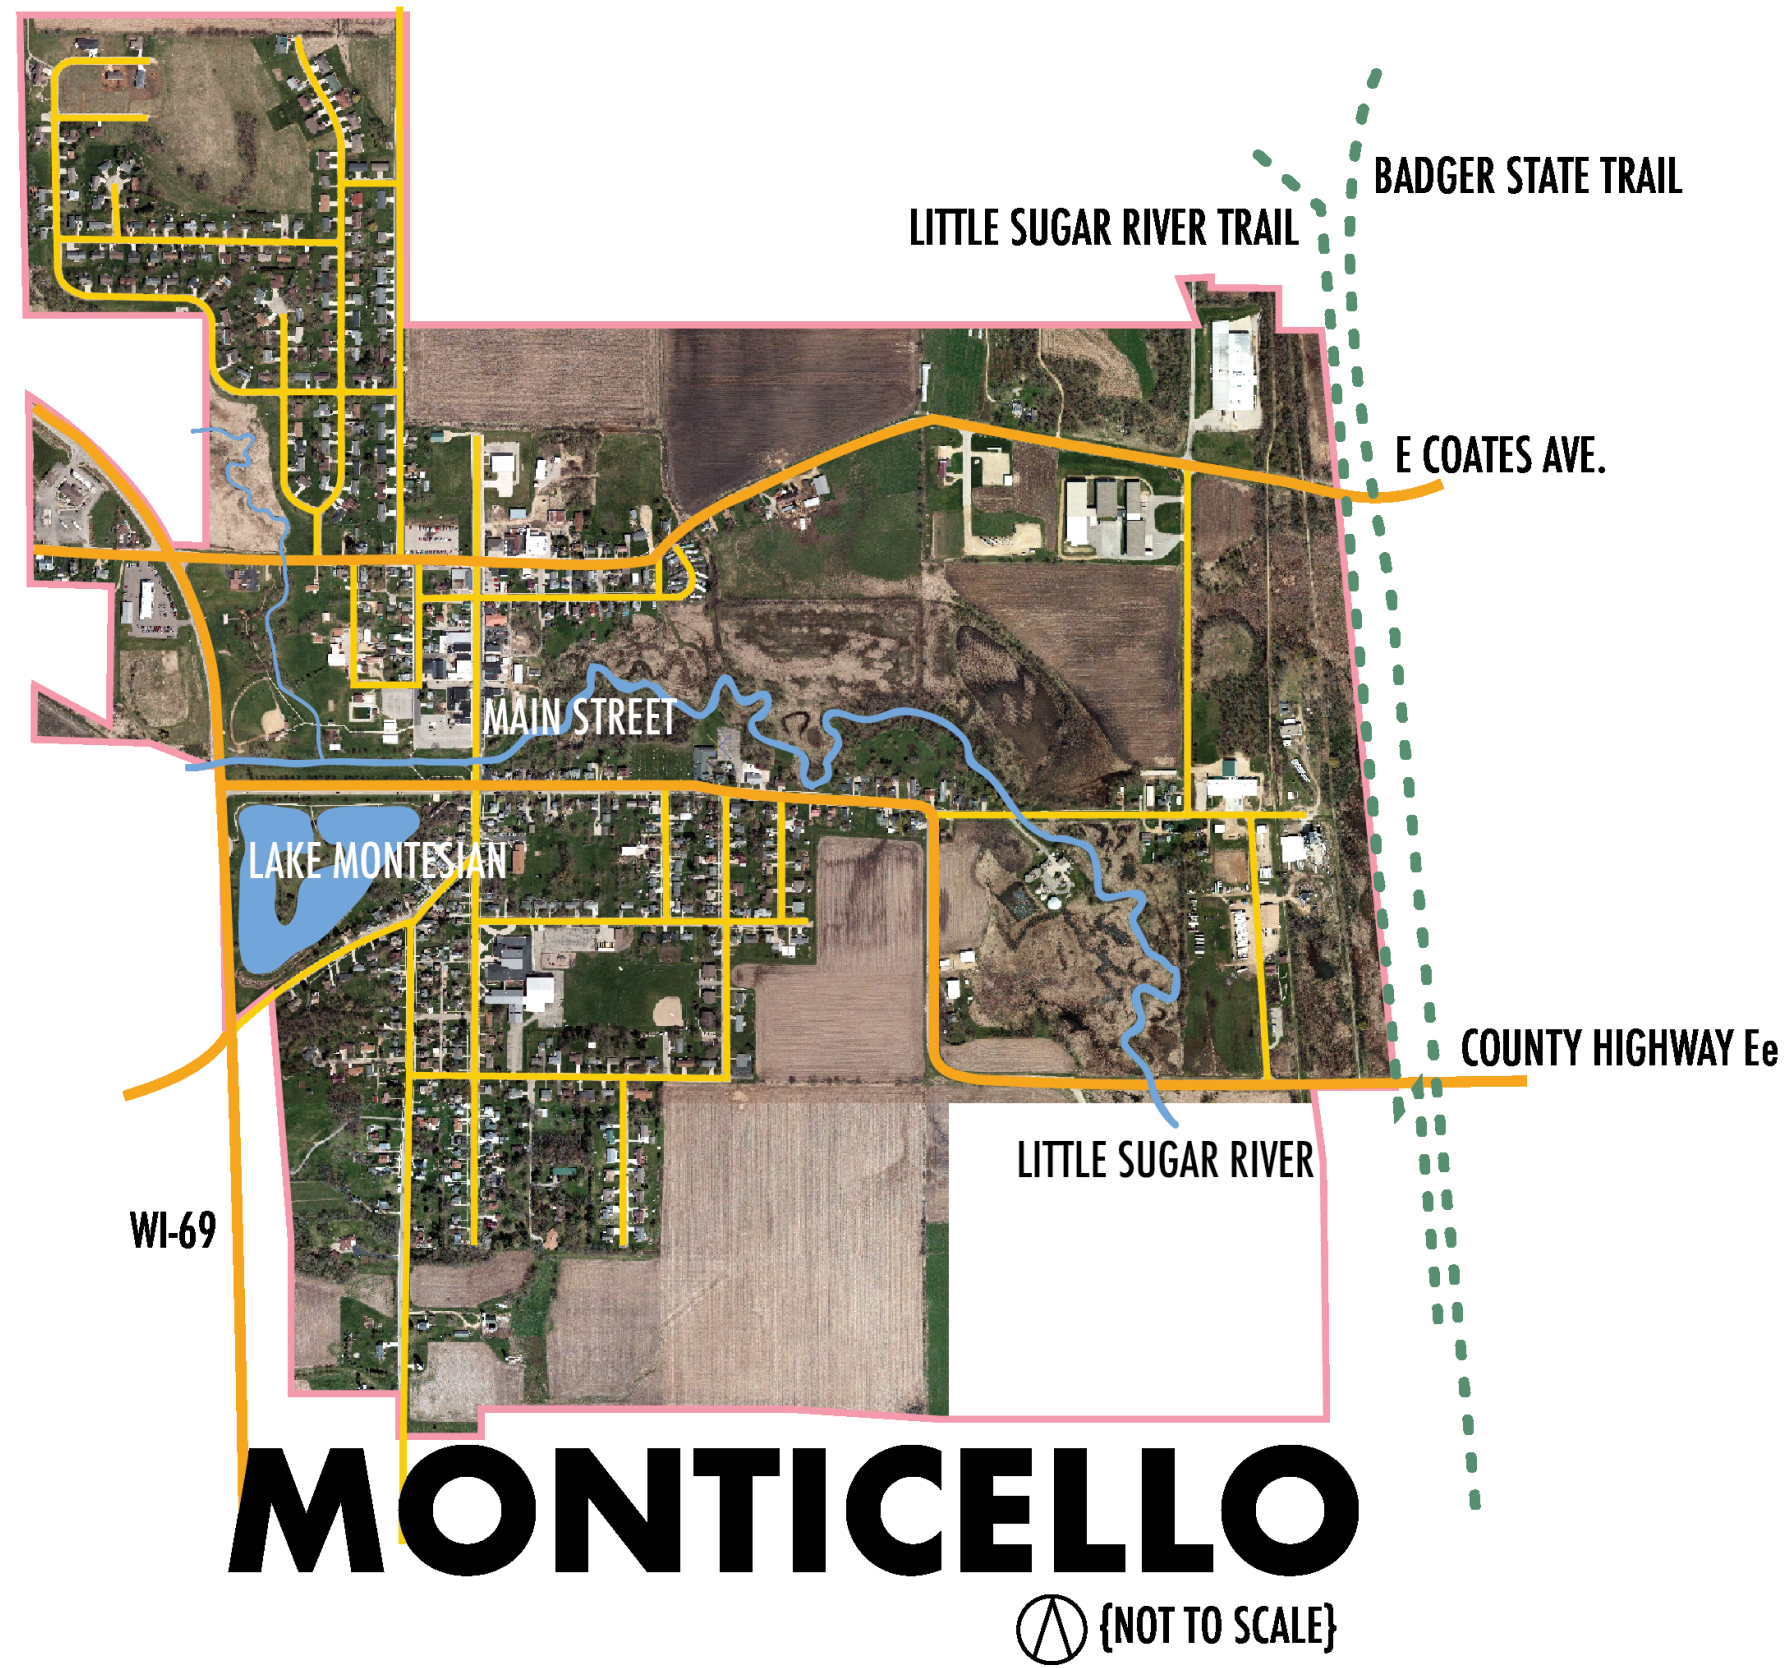 BADGER STATE TRAIL
LITTLE SUGAR RIVER TRAIL
E COATES AVE.
MAIN STREET
LAKE MONTESIAN
COUNTY HIGHWAY Ee
LITTLE SUGAR RIVER
WI-69
MONTICELLO
{NOT TO SCALE}